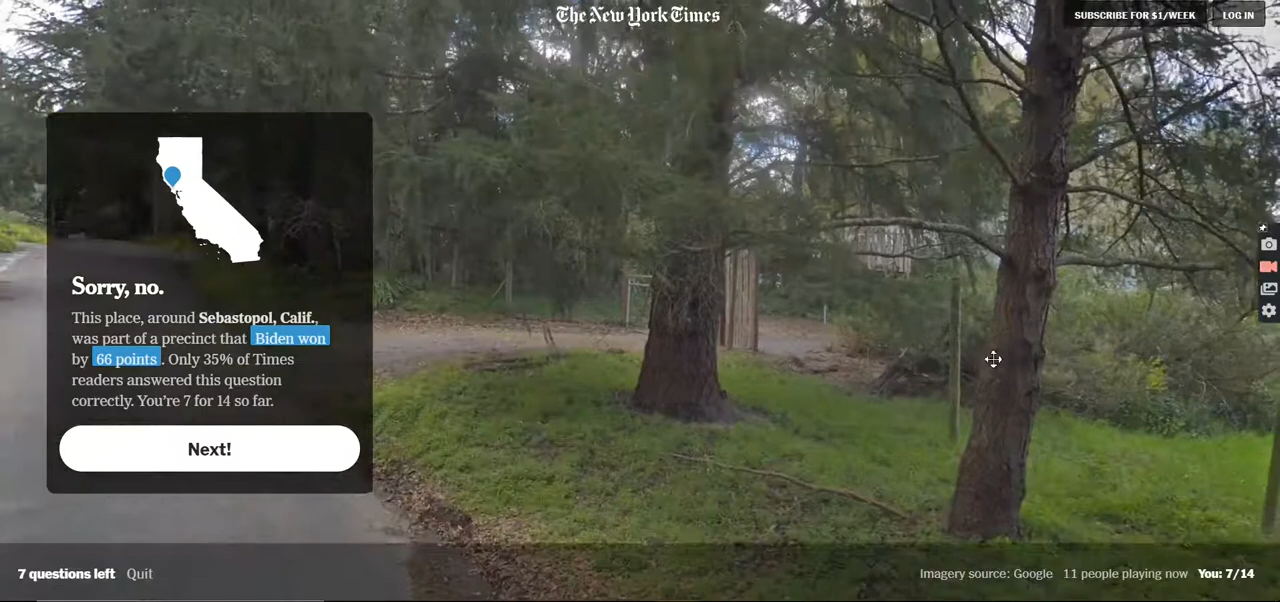 The New York Times
SUBSCRIBE FOR $1/WEEK
LOG IN
Sorry, no.
This place, around Sebastopol, Calif.,
was part of a precinct that Biden won
by 66 points. Only 35% of Times
readers answered this question
correctly. You’re 7 for 14 so far.
Next!
7 questions left Quit
Imagery source: Google 11 people playing now You: 7/14